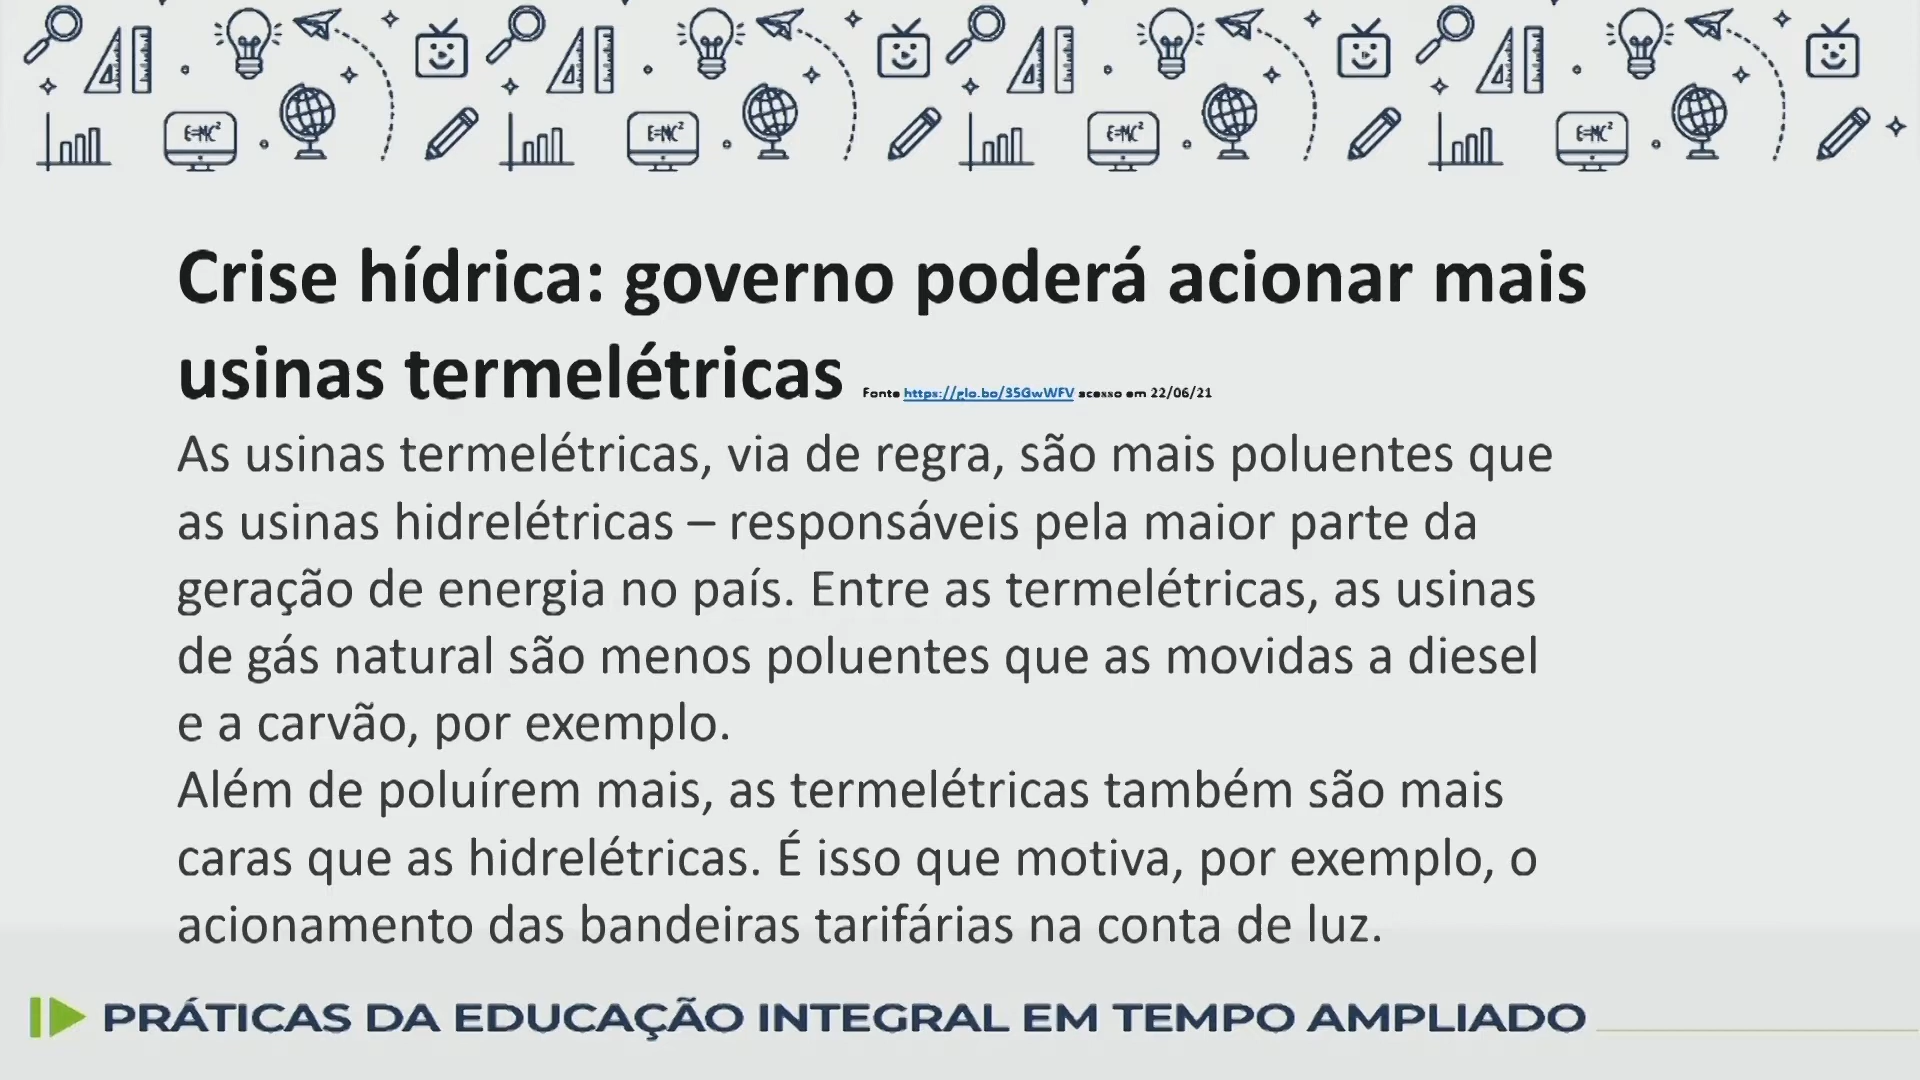 E=MC² E=MC² E=MC² E=MC²
Crise hídrica: governo poderá acionar mais
usinas termelétricas Fonte https://glo.bo/35GwWFV acesso em 22/06/21
As usinas termelétricas, via de regra, são mais poluentes que
as usinas hidrelétricas – responsáveis pela maior parte da
geração de energia no país. Entre as termelétricas, as usinas
de gás natural são menos poluentes que as movidas a diesel
e a carvão, por exemplo.
Além de poluírem mais, as termelétricas também são mais
caras que as hidrelétricas. É isso que motiva, por exemplo, o
acionamento das bandeiras tarifárias na conta de luz.
PRÁTICAS DA EDUCAÇÃO INTEGRAL EM TEMPO AMPLIADO